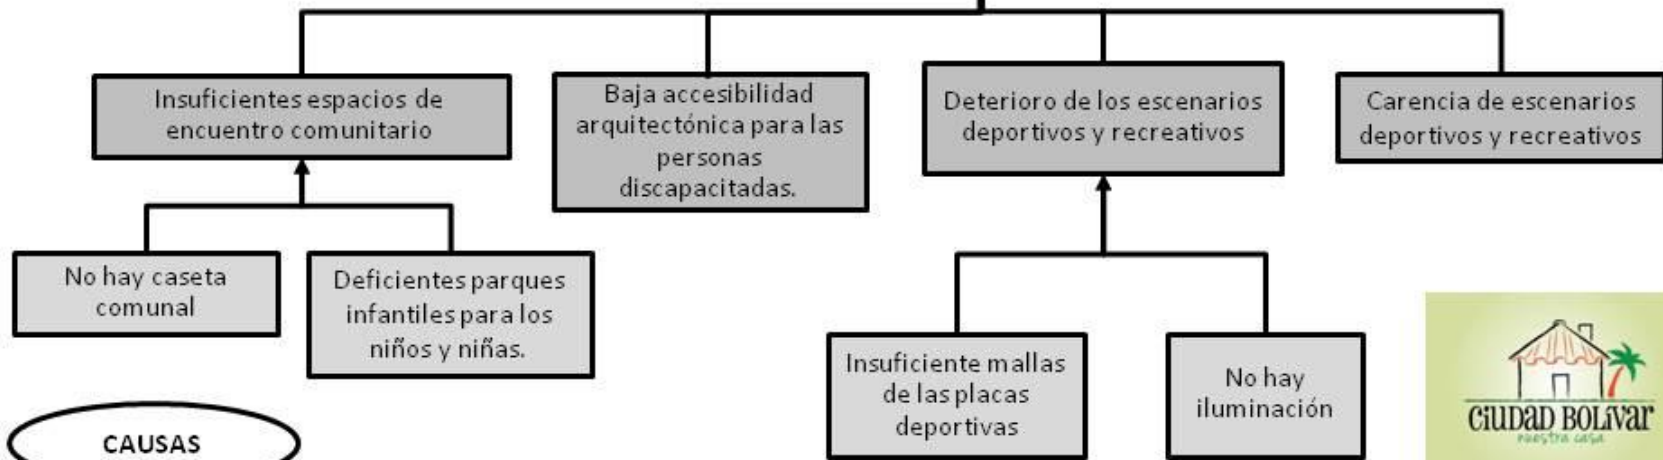 Insuficientes espacios de
encuentro comunitario
Baja accesibilidad
arquitectónica para las
personas
discapacitadas.
Deterioro de los escenarios
deportivos y recreativos
Carencia de escenarios
deportivos y recreativos
No hay caseta
comunal
Deficientes parques
infantiles para los
niños y niñas.
Insuficiente mallas
de las placas
deportivas
No hay
iluminación
CAUSAS
CIUDAD BOLIVAR
nuestra casa